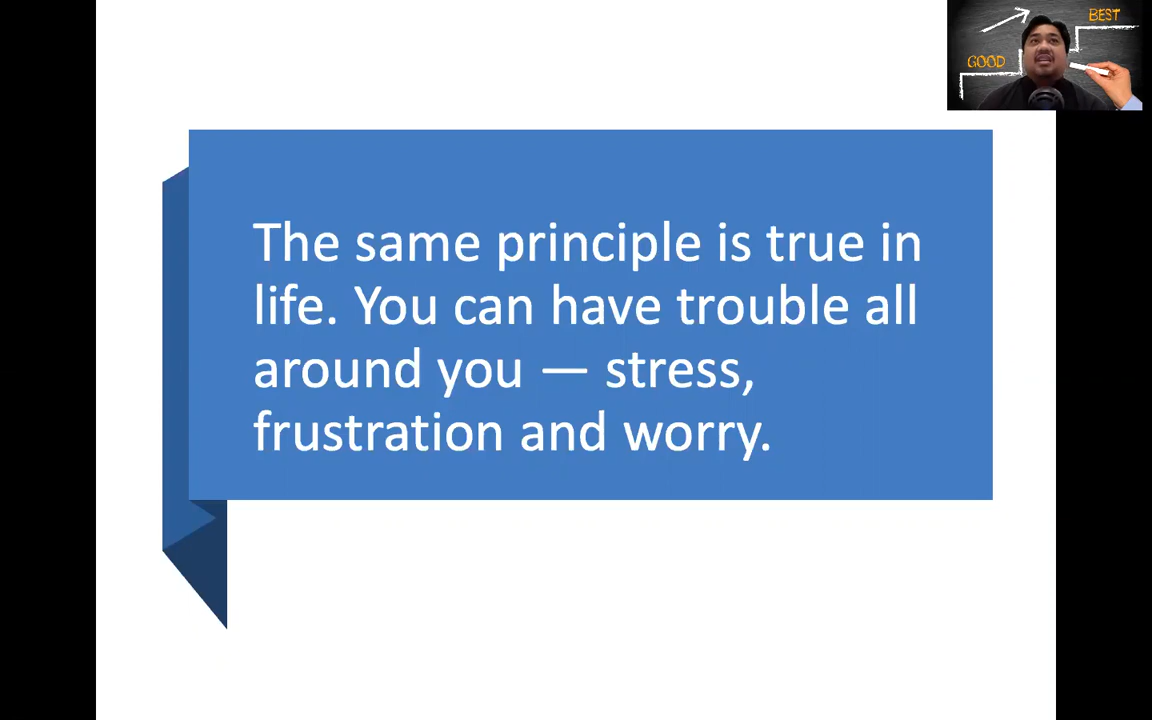 BEST
GOOD
The same principle is true in
life. You can have trouble all
around you — stress,
frustration and worry.